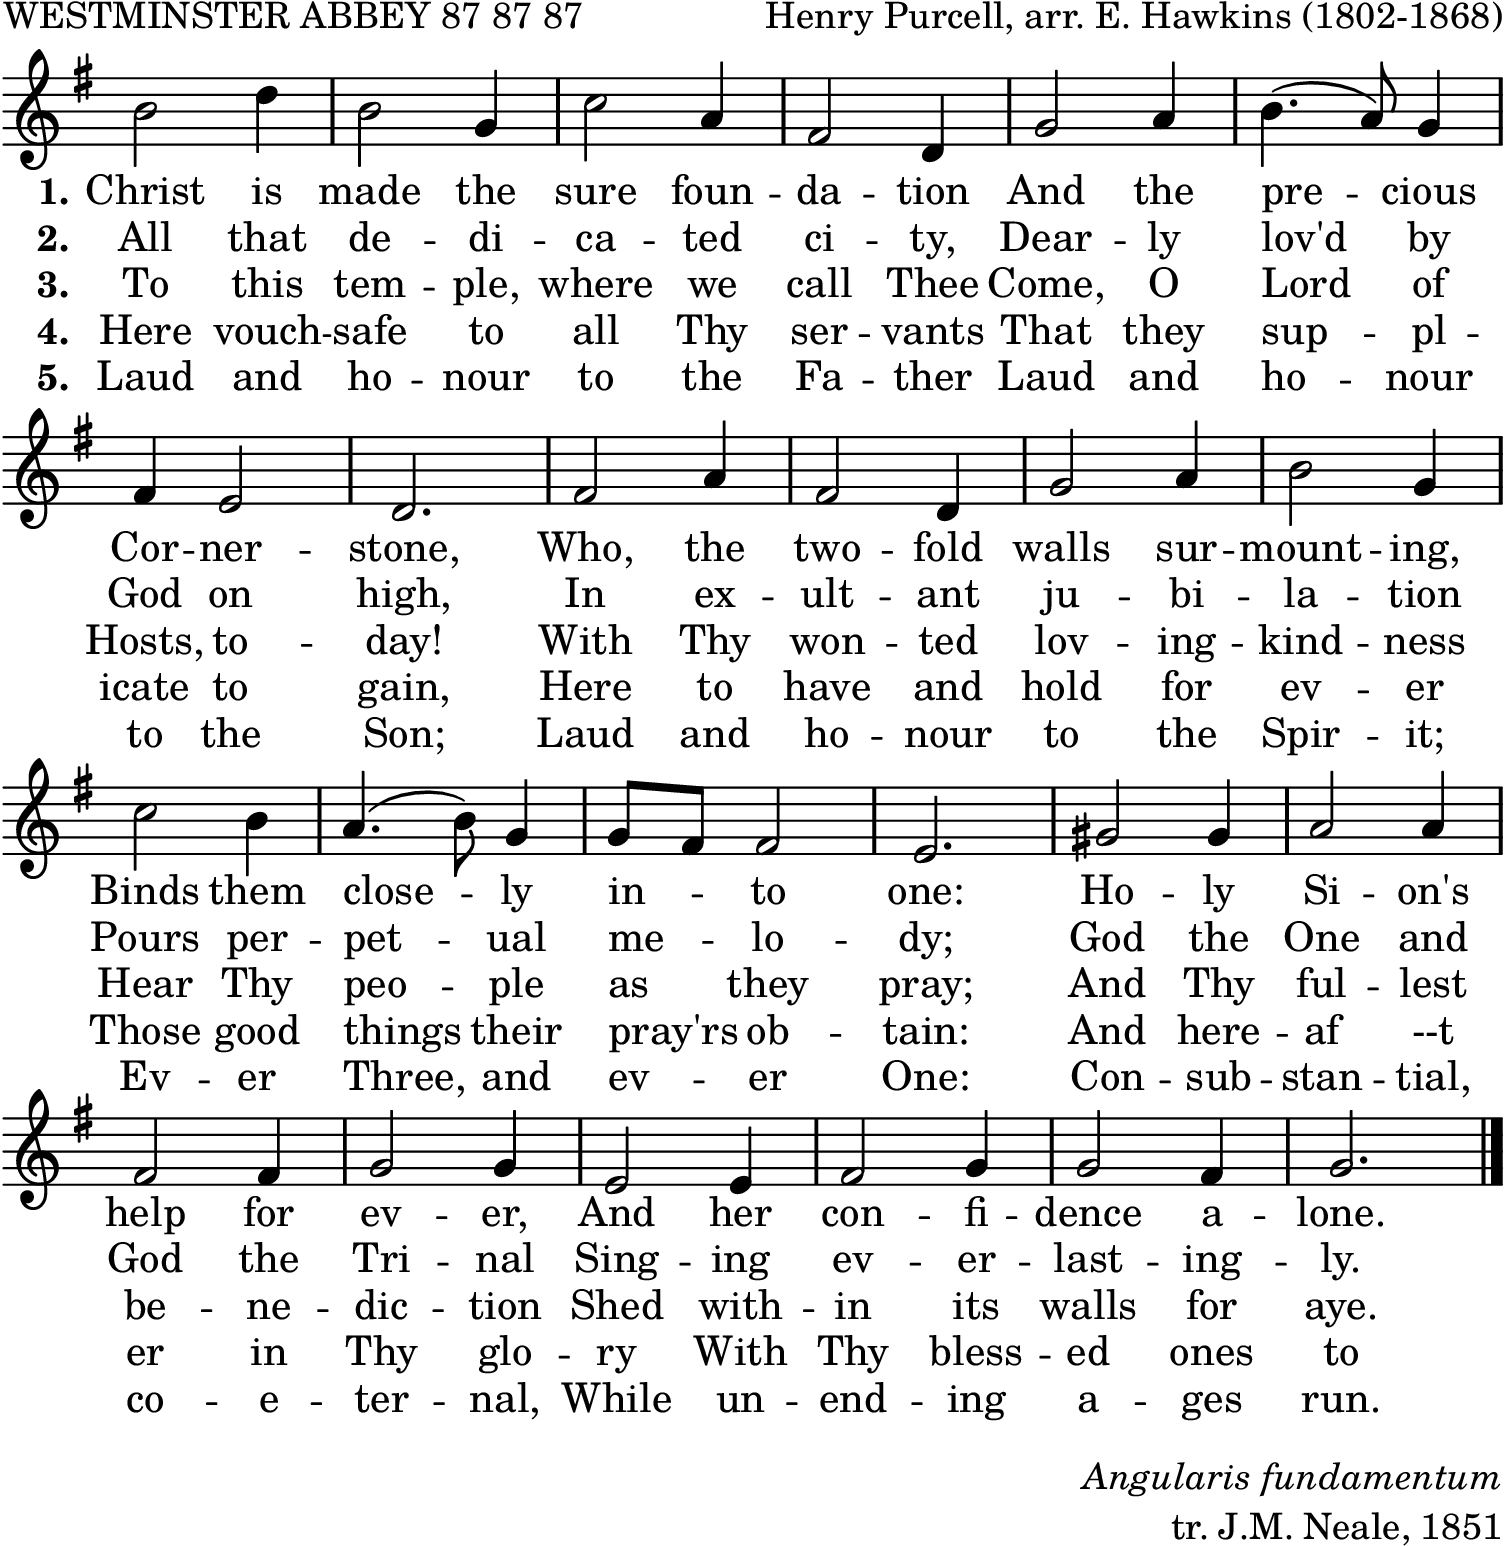 WESTMINSTER ABBEY 87 87 87 Henry Purcell, arr. E. Hawkins (1802-1868)
1. Christ is made the sure foun - da - tion And the pre - cious
2. All that de - di - ca - ted ci - ty, Dear - ly lov'd by
3. To this tem - ple, where we call Thee Come, O Lord of
4. Here vouch - safe to all Thy ser - vants That they sup - pl -
5. Laud and ho - nour to the Fa - ther Laud and ho - nour
Cor - ner - stone, Who, the two - fold walls sur - mount - ing,
God on high, In ex - ult - ant ju - bi - la - tion
Hosts, to - day! With Thy won - ted lov - ing - kind - ness
icate to gain, Here to have and hold for ev - er
to the Son; Laud and ho - nour to the Spir - it;
Binds them close - ly in - to one: Ho - ly Si - on's
Pours per - pet - ual me - lo - dy; God the One and
Hear Thy peo - ple as they pray; And Thy ful - lest
Those good things their pray'rs ob - tain: And here - af --t
Ev - er Three, and ev - er One: Con - sub - stan - tial,
help for ev - er, And her con - fi - dence a - lone.
God the Tri - nal Sing - ing ev - er - last - ing - ly.
be - ne - dic - tion Shed with - in its walls for aye.
er in Thy glo - ry With Thy bless - ed ones to
co - e - ter - nal, While un - end - ing a - ges run.
Angularis fundamentum
tr. J.M. Neale, 1851